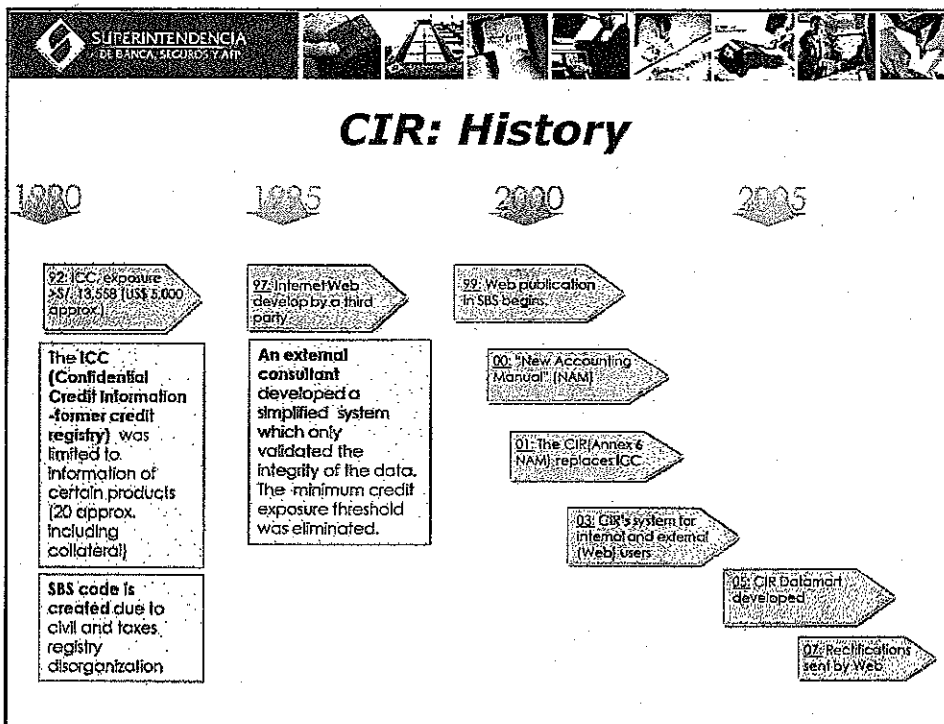 SUPERINTENDENCIA
DE BANCA, SEGUROS Y AFP
CIR: History
1990
1995
2000
2005
92: ICC, exposure
>S/. 13,558 (US$ 5,000
approx.)
The ICC
(Confidential
Credit Information
-former credit
registry) was
limited to
information of
certain products
(20 approx.
including
collateral)
SBS code is
created due to
civil and taxes
registry
disorganization
97: Internet Web
develop by a third
party
An external
consultant
developed a
simplified system
which only
validated the
integrity of the data.
The minimum credit
exposure threshold
was eliminated.
99: Web publication
in SBS begins
00: "New Accounting
Manual" (NAM)
01: The CIR(Annex 6
NAM) replaces ICC
03: CIR's system for
internal and external
(Web) users
05: CIR Datamart
developed
07: Rectifications
sent by Web